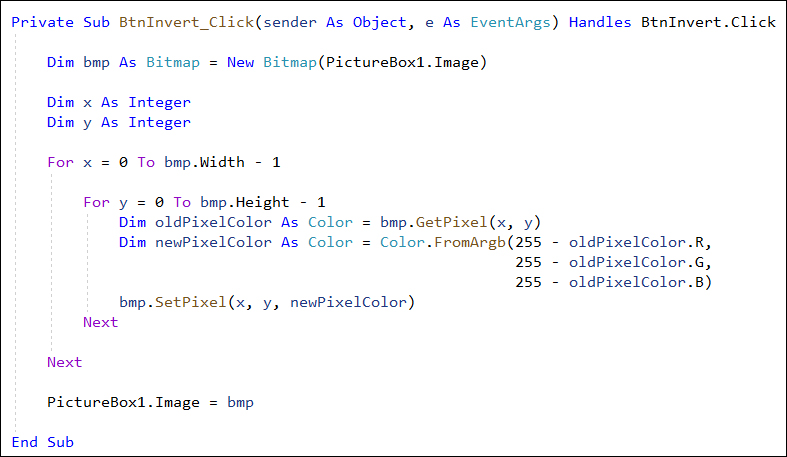 Private Sub BtnInvert_Click(sender As Object, e As EventArgs) Handles BtnInvert.Click
Dim bmp As Bitmap = New Bitmap(PictureBox1.Image)
Dim x As Integer
Dim y As Integer
For x = 0 To bmp.Width - 1
For y = 0 To bmp.Height - 1
Dim oldPixelColor As Color = bmp.GetPixel(x, y)
Dim newPixelColor As Color = Color.FromArgb(255 - oldPixelColor.R,
255 - oldPixelColor.G,
255 - oldPixelColor.B)
bmp.SetPixel(x, y, newPixelColor)
Next
Next
PictureBox1.Image = bmp
End Sub